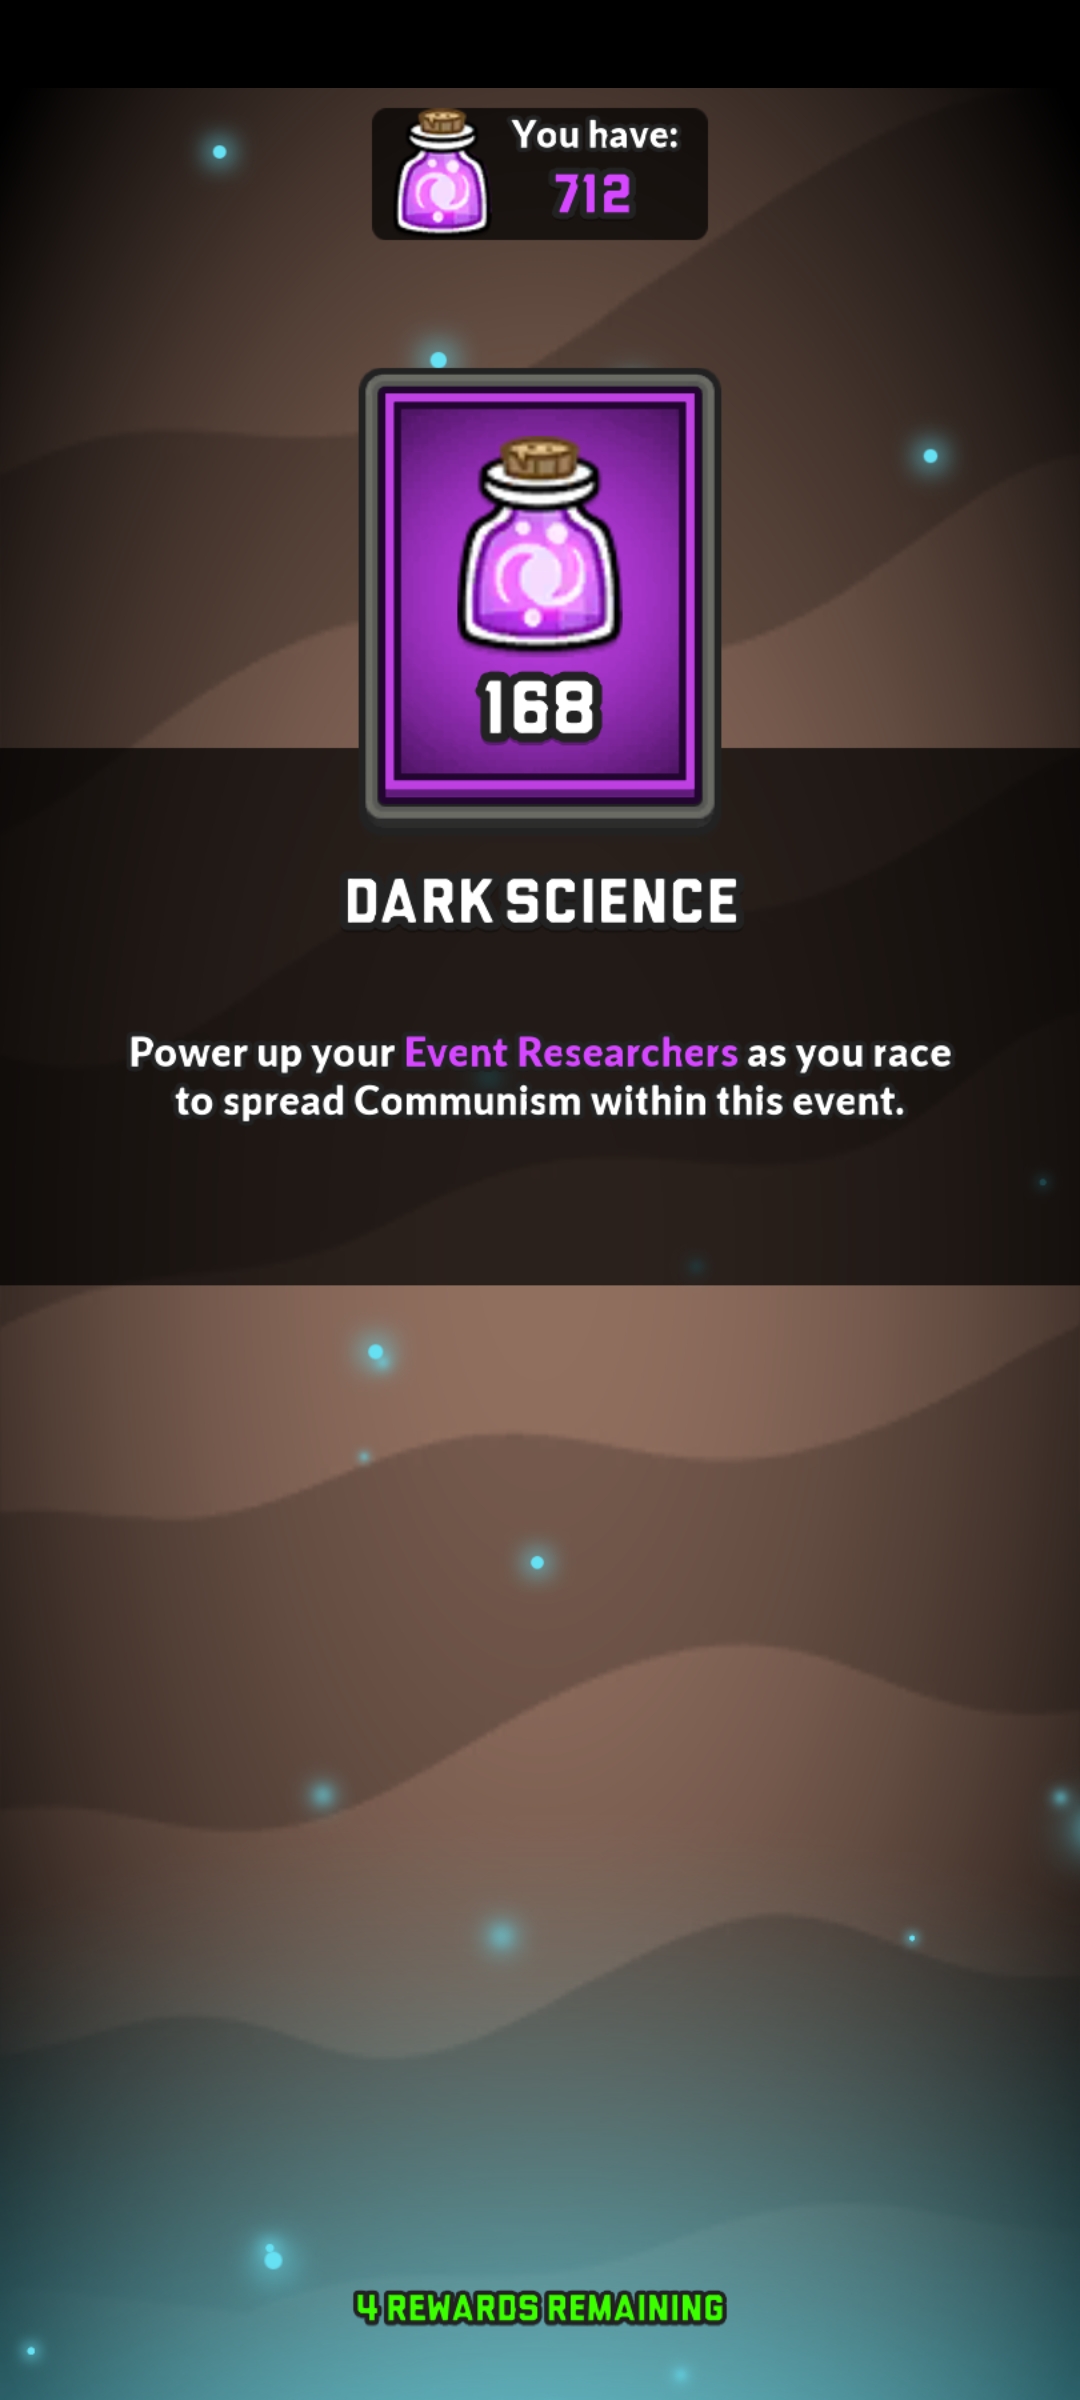 You have:
712
168
DARK SCIENCE
Power up your Event Researchers as you race
to spread Communism within this event.
4 REWARDS REMAINING